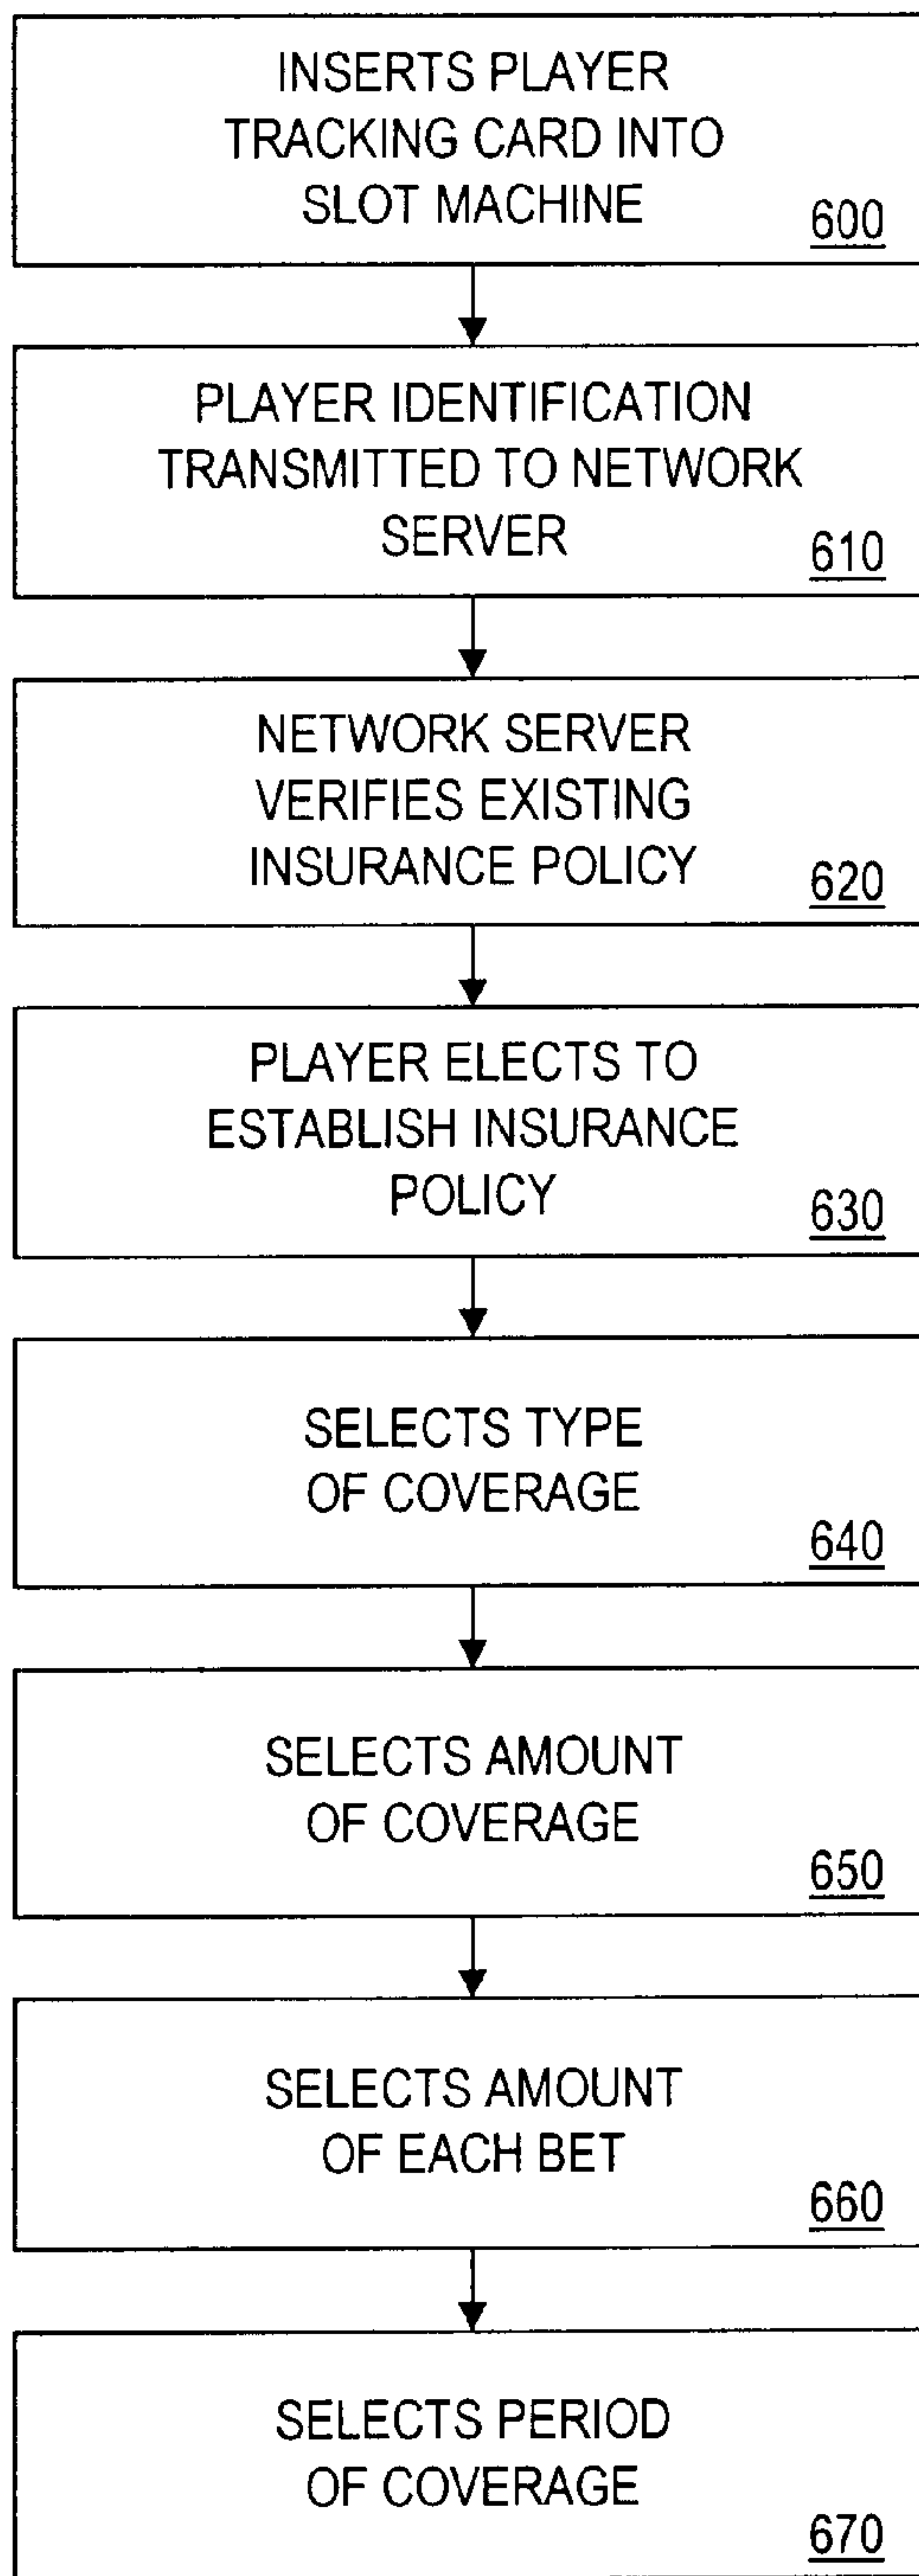 INSERTS PLAYER
TRACKING CARD INTO
SLOT MACHINE
600
PLAYER IDENTIFICATION
TRANSMITTED TO NETWORK
SERVER
610
NETWORK SERVER
VERIFIES EXISTING
INSURANCE POLICY
620
PLAYER ELECTS TO
ESTABLISH INSURANCE
POLICY
630
SELECTS TYPE
OF COVERAGE
640
SELECTS AMOUNT
OF COVERAGE
650
SELECTS AMOUNT
OF EACH BET
660
SELECTS PERIOD
OF COVERAGE
670